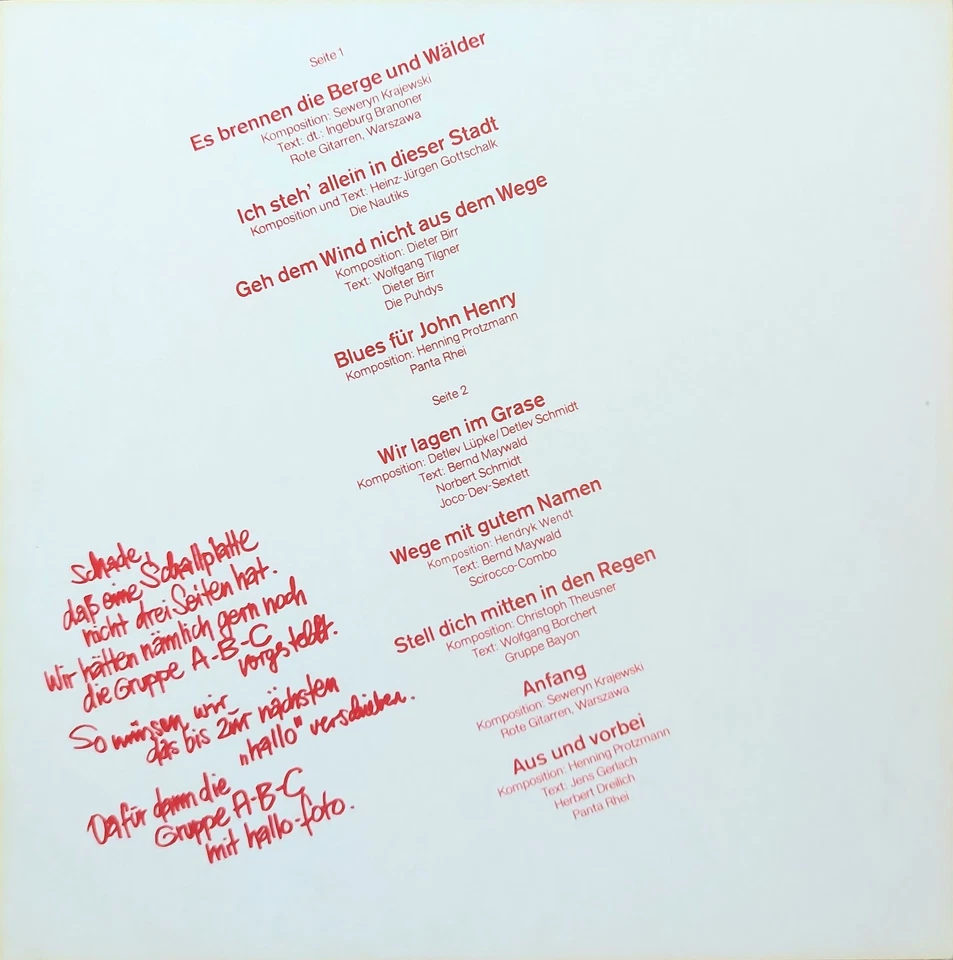 Seite 1
Es brennen die Berge und Wälder
Komposition: Seweryn Krajewski
Text: dt.: Ingeburg Branoner
Rote Gitarren, Warszawa
Ich steh' allein in dieser Stadt
Komposition und Text: Heinz-Jürgen Gottschalk
Die Nautiks
Geh dem Wind nicht aus dem Wege
Komposition: Dieter Birr
Text: Wolfgang Tilgner
Dieter Birr
Die Puhdys
Blues für John Henry
Komposition: Henning Protzmann
Panta Rhei
Seite 2
Wir lagen im Grase
Komposition: Detlev Lüpke/Detlev Schmidt
Text: Bernd Maywald
Norbert Schmidt
Joco-Dev-Sextett
Wege mit gutem Namen
Komposition: Hendryk Wendt
Text: Bernd Maywald
Scirocco-Combo
Stell dich mitten in den Regen
Komposition: Christoph Theusner
Text: Wolfgang Borchert
Gruppe Bayon
Anfang
Komposition: Seweryn Krajewski
Rote Gitarren, Warszawa
Aus und vorbei
Komposition: Henning Protzmann
Text: Jens Gerlach
Herbert Dreilich
Panta Rhei
Schade,
daß eine Schallplatte
nicht drei Seiten hat.
Wir hätten nämlich gern noch
die Gruppe A-B-C
vorgestellt.
So müssen wir
das bis zur nächsten
„hallo" verschieben.
Dafür dann die
Gruppe A-B-C
mit hallo-foto.